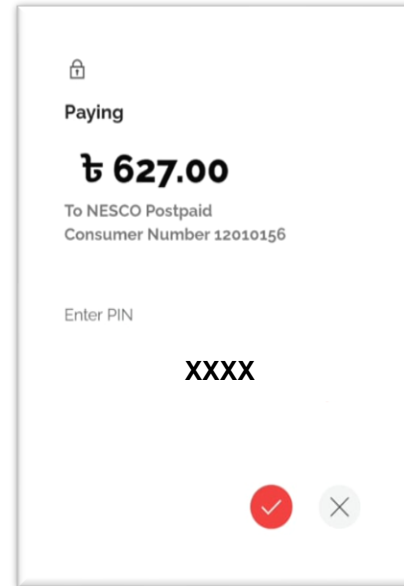 Paying
৳ 627.00
To NESCO Postpaid
Consumer Number 12010156
Enter PIN
XXXX